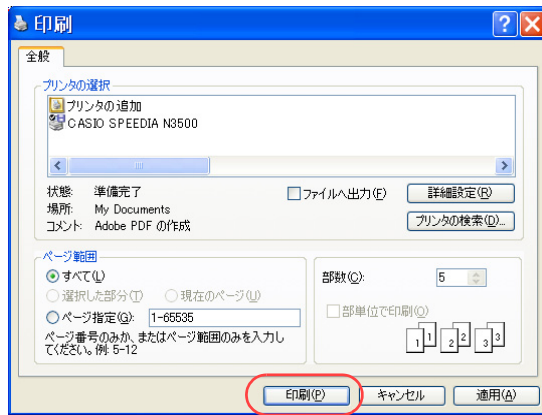 印刷
全般
プリンタの選択
プリンタの追加
CASIO SPEEDIA N3500
状態: 準備完了
場所: My Documents
コメント: Adobe PDF の作成
ファイルへ出力(F)
詳細設定(R)
プリンタの検索(D)...
ページ範囲
すべて(L)
選択した部分(T) 現在のページ(U)
ページ指定(G): 1-65535
ページ番号のみか、またはページ範囲のみを入力し
てください。例: 5-12
部数(C): 5
部単位で印刷(O)
1 1 2 2 3 3
印刷(P) キャンセル 適用(A)